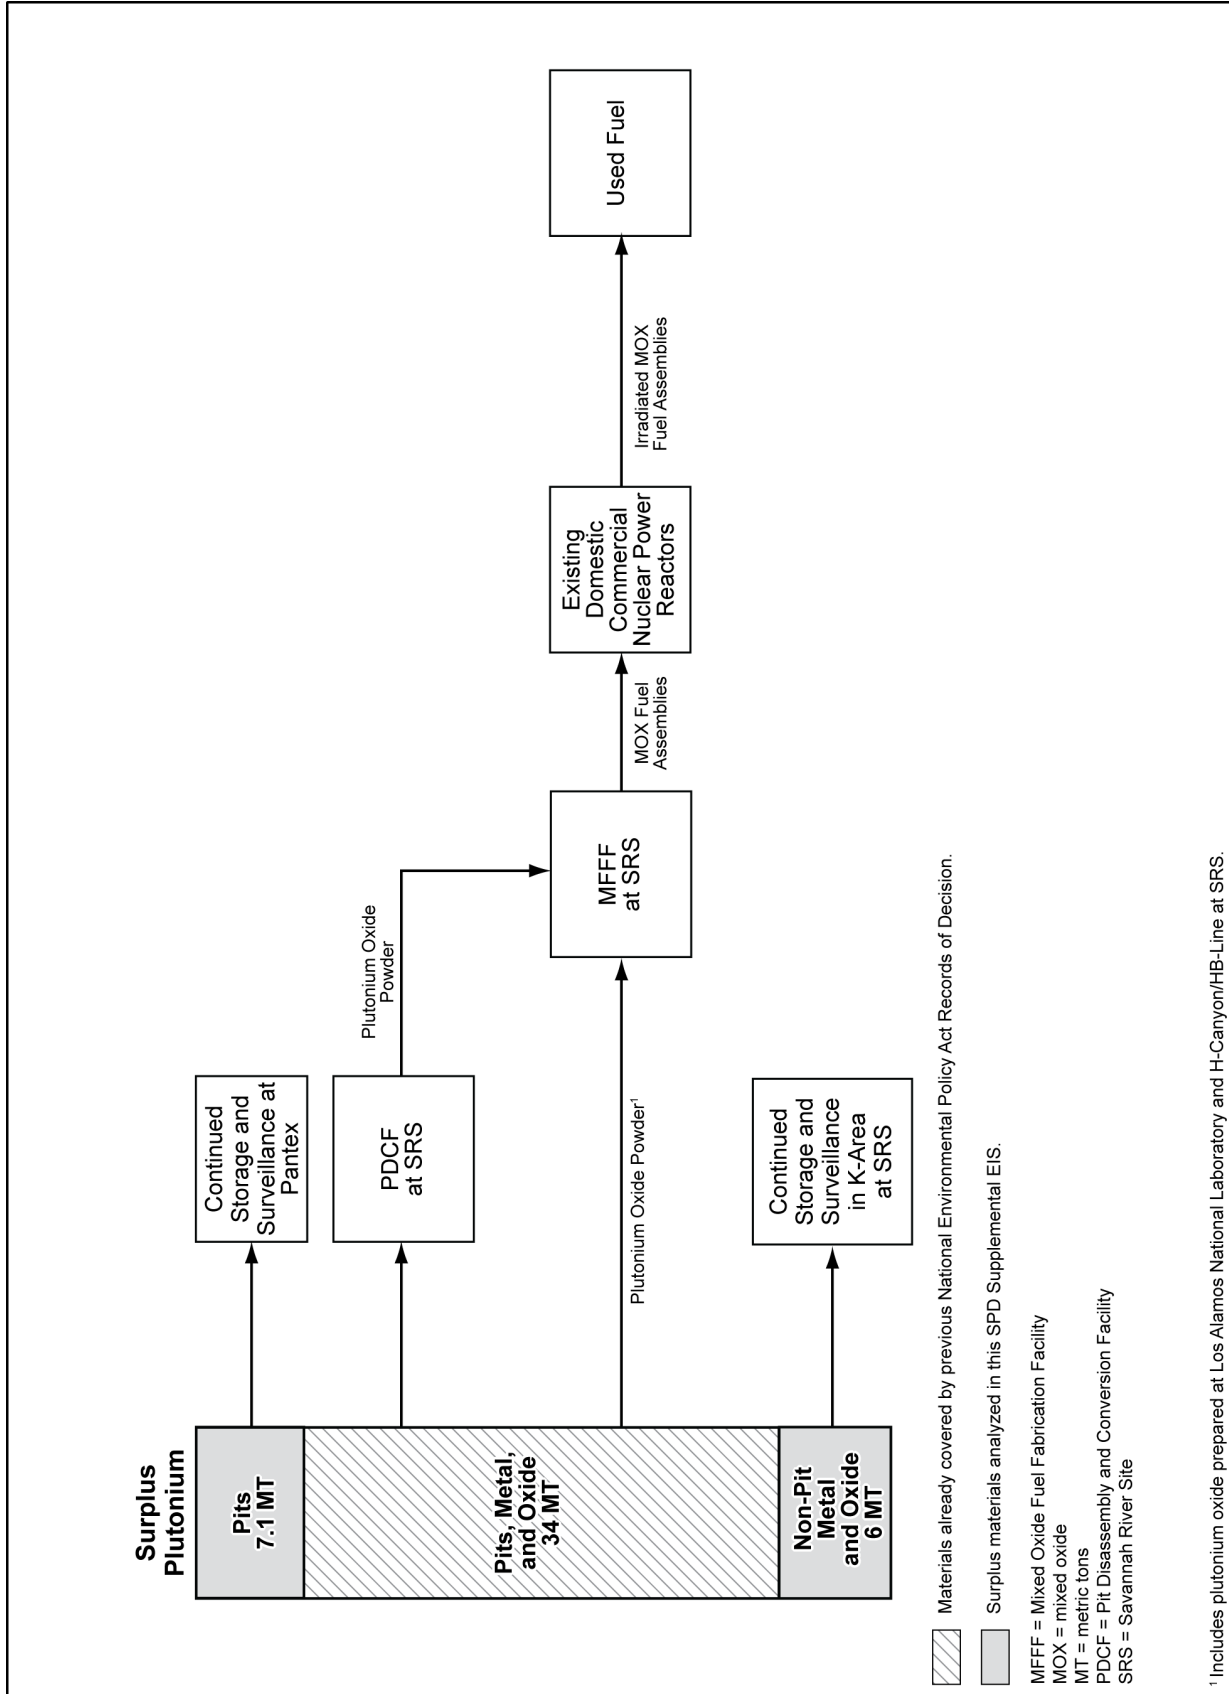 Surplus
Plutonium
Pits
7.1 MT
Pits, Metal,
and Oxide
34 MT
Non-Pit
Metal
and Oxide
6 MT
Continued
Storage and
Surveillance at
Pantex
PDCF
at SRS
Plutonium Oxide
Powder
Plutonium Oxide Powder¹
Continued
Storage and
Surveillance
in K-Area
at SRS
MFFF
at SRS
MOX Fuel
Assemblies
Existing
Domestic
Commercial
Nuclear Power
Reactors
Irradiated MOX
Fuel Assemblies
Used Fuel
Materials already covered by previous National Environmental Policy Act Records of Decision.
Surplus materials analyzed in this SPD Supplemental EIS.
MFFF = Mixed Oxide Fuel Fabrication Facility
MOX = mixed oxide
MT = metric tons
PDCF = Pit Disassembly and Conversion Facility
SRS = Savannah River Site
¹ Includes plutonium oxide prepared at Los Alamos National Laboratory and H-Canyon/HB-Line at SRS.